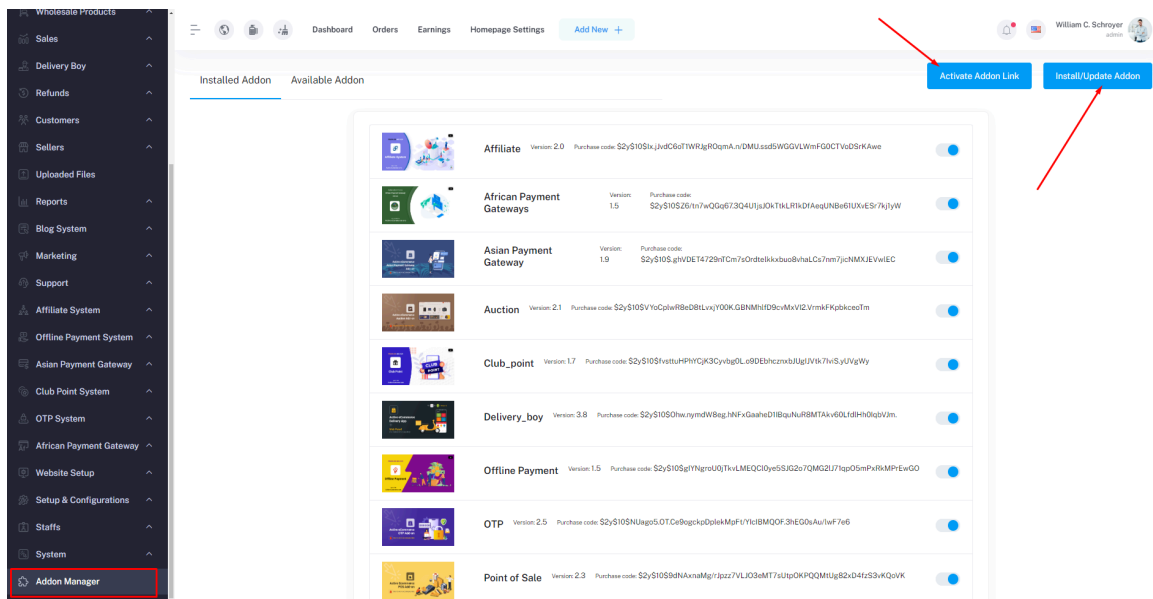 Wholesale Products
Sales
Delivery Boy
Refunds
Customers
Sellers
Uploaded Files
Reports
Blog System
Marketing
Support
Affiliate System
Offline Payment System
Asian Payment Gateway
Club Point System
OTP System
African Payment Gateway
Website Setup
Setup & Configurations
Staffs
System
Addon Manager
Dashboard Orders Earnings Homepage Settings Add New +
William C. Schroyer
admin
Installed Addon Available Addon
Activate Addon Link Install/Update Addon
Affiliate Version: 2.0 Purchase code:
African Payment Gateways Version: 1.5 Purchase code:
Asian Payment Gateway Version: 1.9 Purchase code:
Auction Version: 2.1 Purchase code:
Club_point Version: 1.7 Purchase code:
Delivery_boy Version: 3.8 Purchase code:
Offline Payment Version: 1.5 Purchase code:
OTP Version: 2.5 Purchase code:
Point of Sale Version: 2.3 Purchase code: